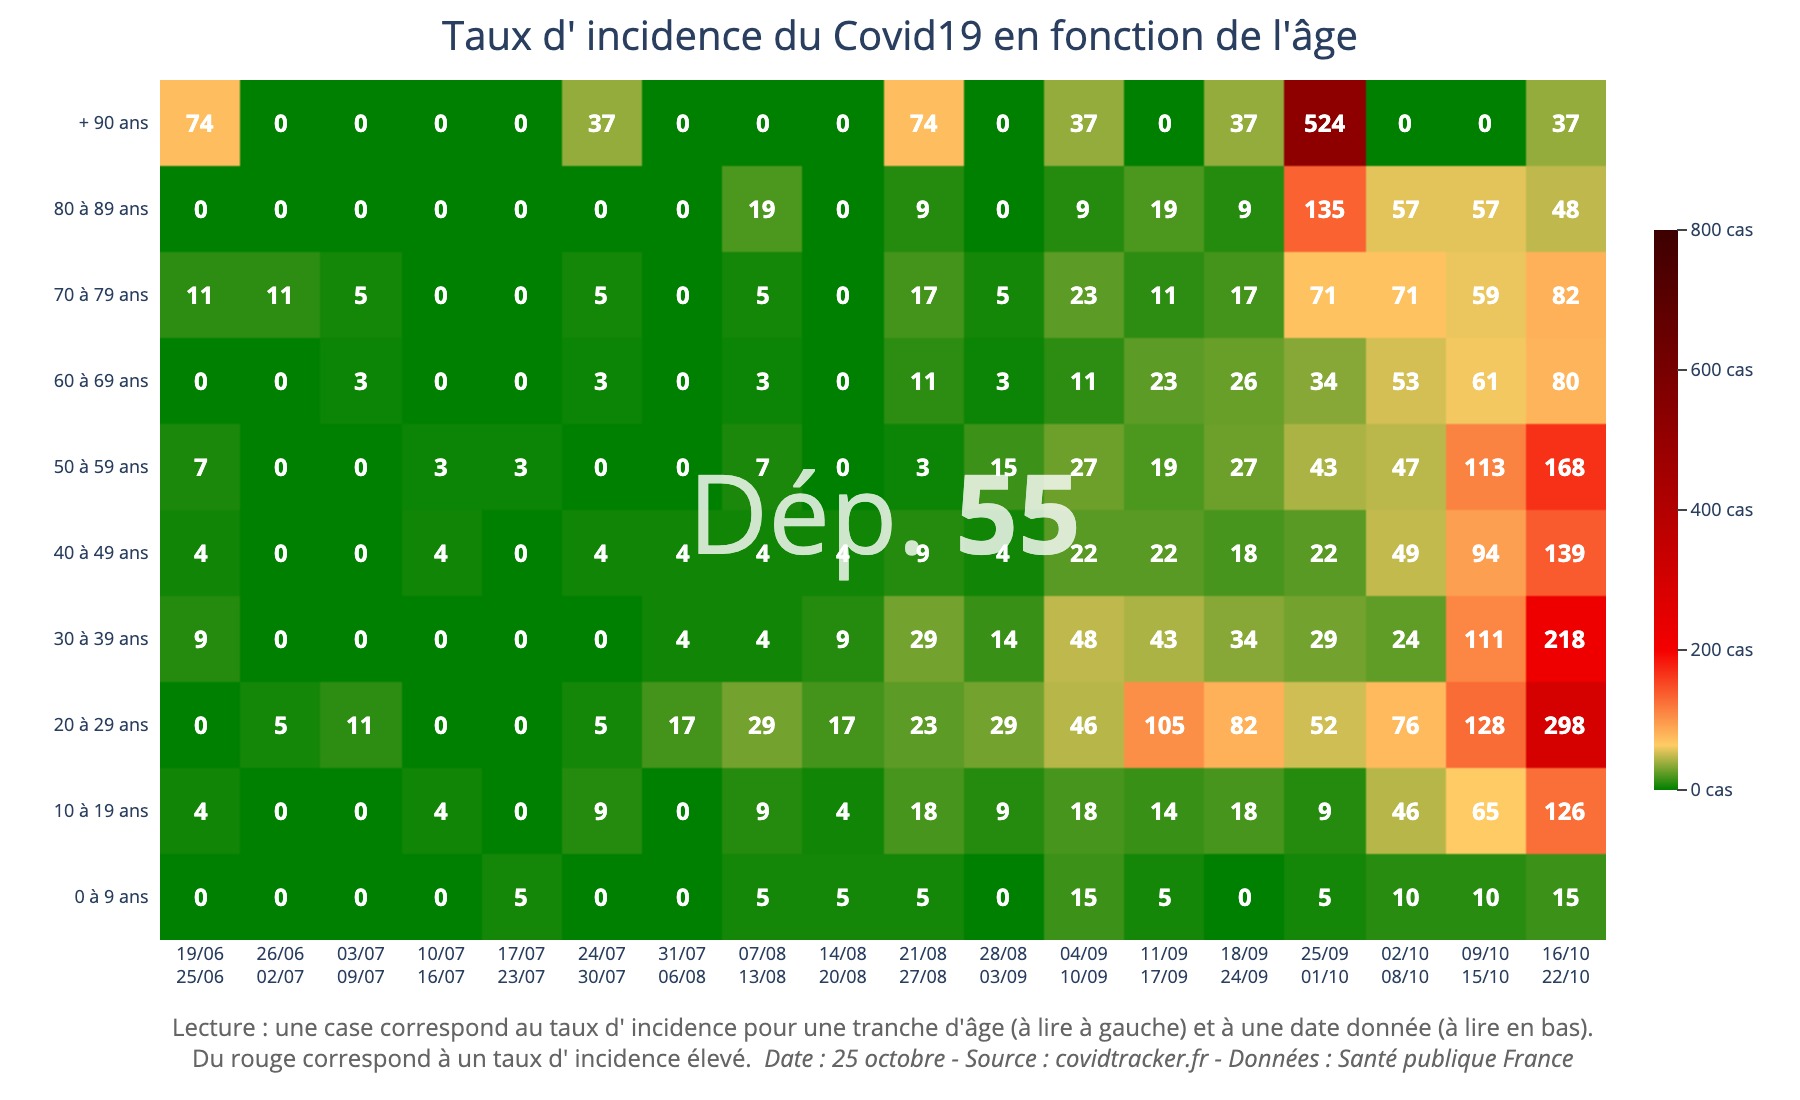 Taux d' incidence du Covid19 en fonction de l'âge
+ 90 ans 74 0 0 0 0 37 0 0 0 74 0 37 0 37 524 0 0 37
80 à 89 ans 0 0 0 0 0 0 0 19 0 9 0 9 19 9 135 57 57 48
70 à 79 ans 11 11 5 0 0 5 0 5 0 17 5 23 11 17 71 71 59 82
60 à 69 ans 0 0 3 0 0 3 0 3 0 11 3 11 23 26 34 53 61 80
50 à 59 ans 7 0 0 3 3 0 0 7 0 3 15 27 19 27 43 47 113 168
Dép. 55
40 à 49 ans 4 0 0 4 0 4 4 4 4 9 4 22 22 18 22 49 94 139
30 à 39 ans 9 0 0 0 0 0 4 4 9 29 14 48 43 34 29 24 111 218
20 à 29 ans 0 5 11 0 0 5 17 29 17 23 29 46 105 82 52 76 128 298
10 à 19 ans 4 0 0 4 0 9 0 9 4 18 9 18 14 18 9 46 65 126
0 à 9 ans 0 0 0 0 5 0 0 5 5 5 0 15 5 0 5 10 10 15
19/06 26/06 03/07 10/07 17/07 24/07 31/07 07/08 14/08 21/08 28/08 04/09 11/09 18/09 25/09 02/10 09/10 16/10
25/06 02/07 09/07 16/07 23/07 30/07 06/08 13/08 20/08 27/08 03/09 10/09 17/09 24/09 01/10 08/10 15/10 22/10
800 cas
600 cas
400 cas
200 cas
0 cas
Lecture : une case correspond au taux d' incidence pour une tranche d'âge (à lire à gauche) et à une date donnée (à lire en bas).
Du rouge correspond à un taux d' incidence élevé. Date : 25 octobre - Source : covidtracker.fr - Données : Santé publique France